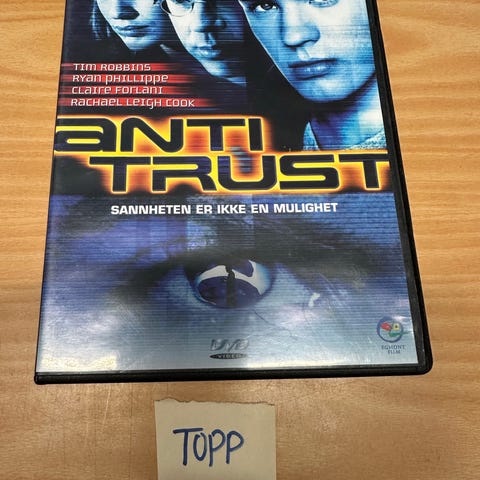 TIM ROBBINS
RYAN PHILLIPPE
CLAIRE FORLANI
RACHAEL LEIGH COOK
ANTI
TRUST
SANNHETEN ER IKKE EN MULIGHET
DVD
VIDEO
EGMONT
FILM
TOPP